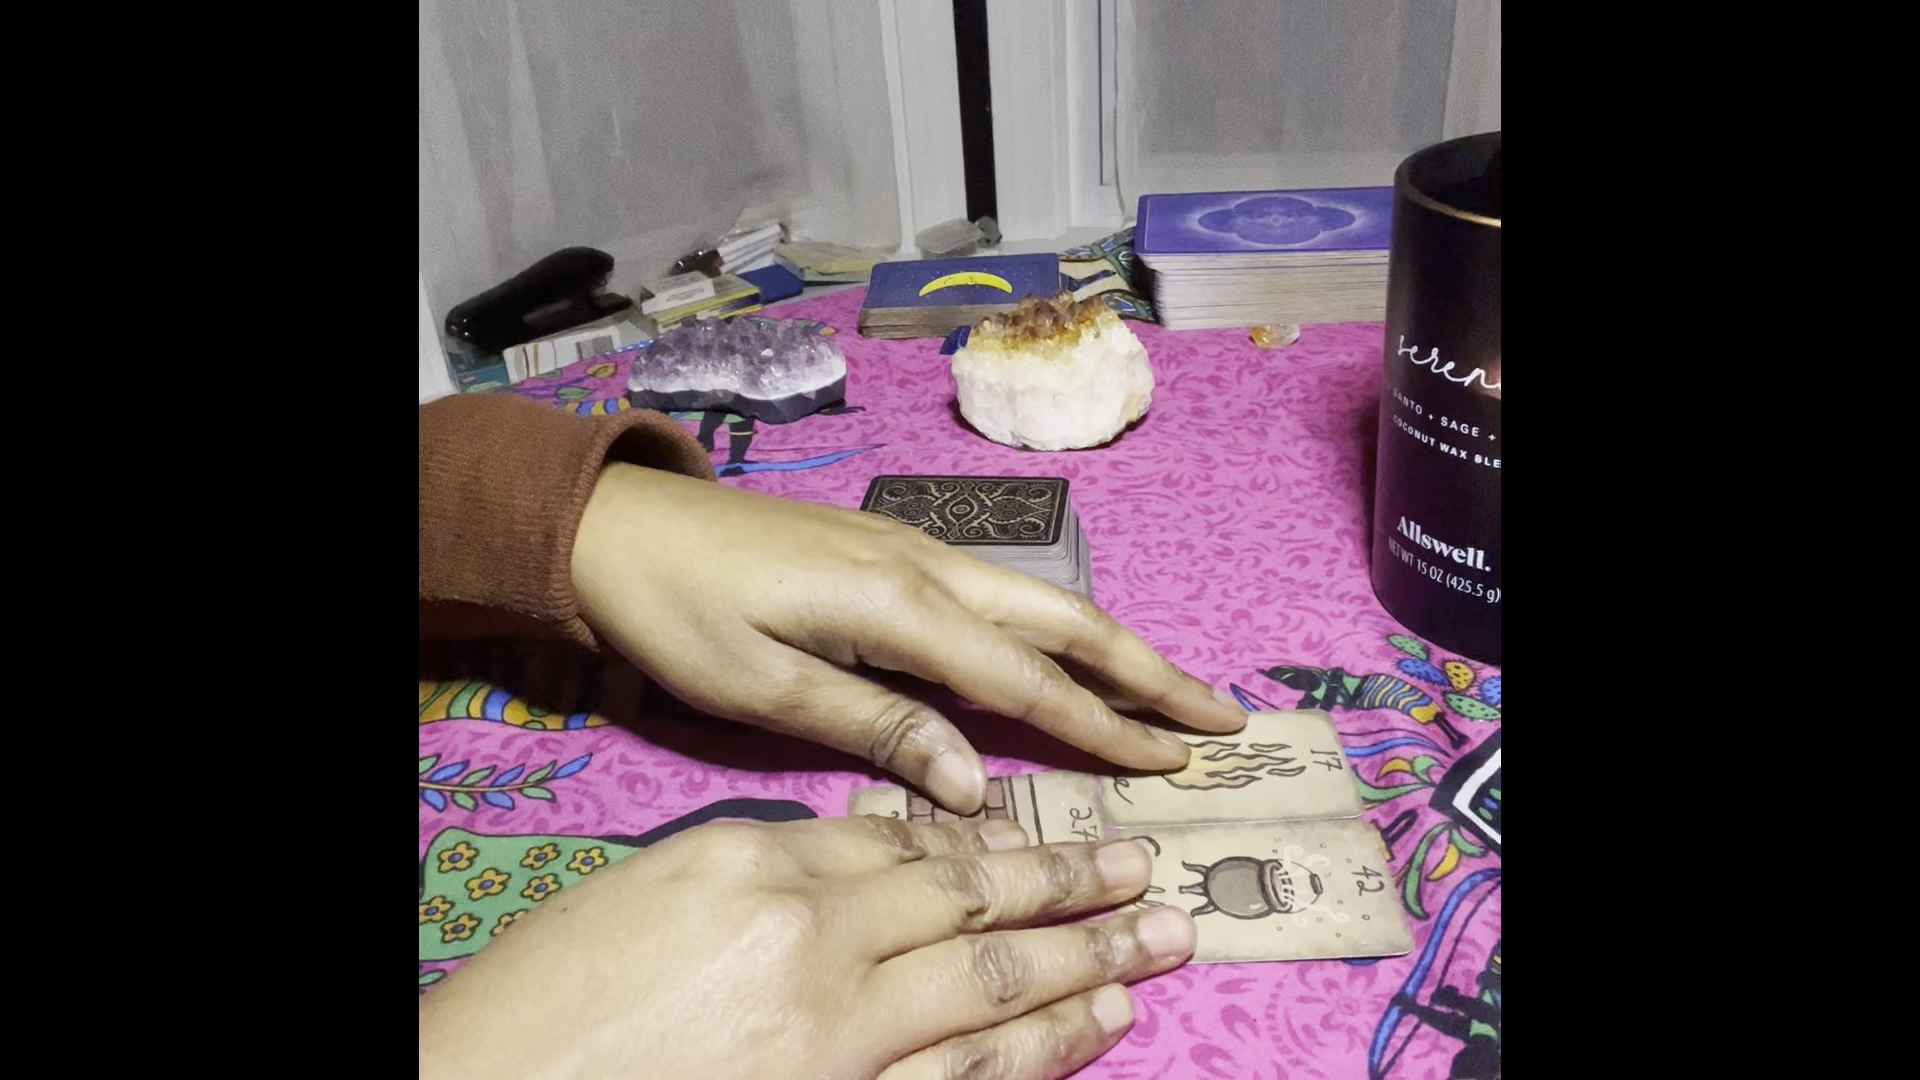 seren
SANTO + SAGE +
COCONUT WAX BLE
Allswell.
NET WT 15 OZ (425.5 g)
17
27
42